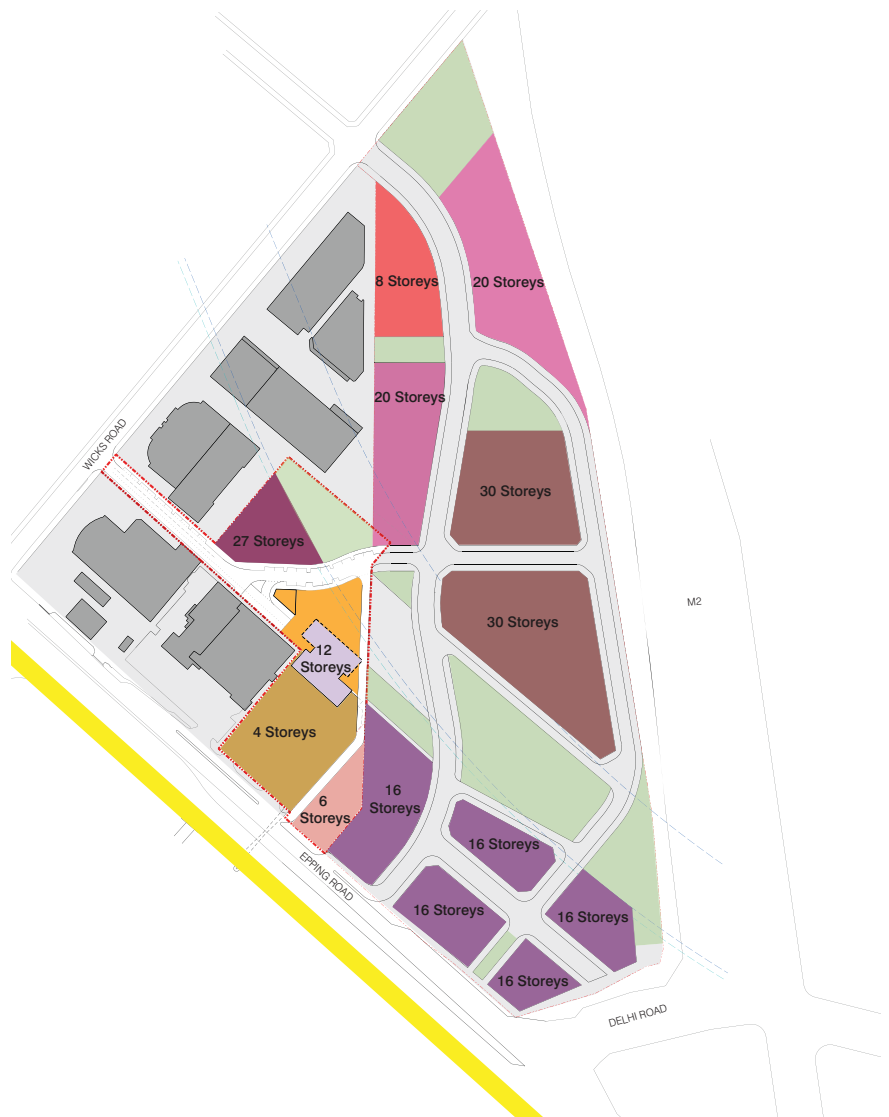 8 Storeys
20 Storeys
20 Storeys
WICKS ROAD
30 Storeys
27 Storeys
M2
30 Storeys
12
Storeys
4 Storeys
16
Storeys
6
Storeys
16 Storeys
EPPING ROAD
16 Storeys
16 Storeys
16 Storeys
DELHI ROAD